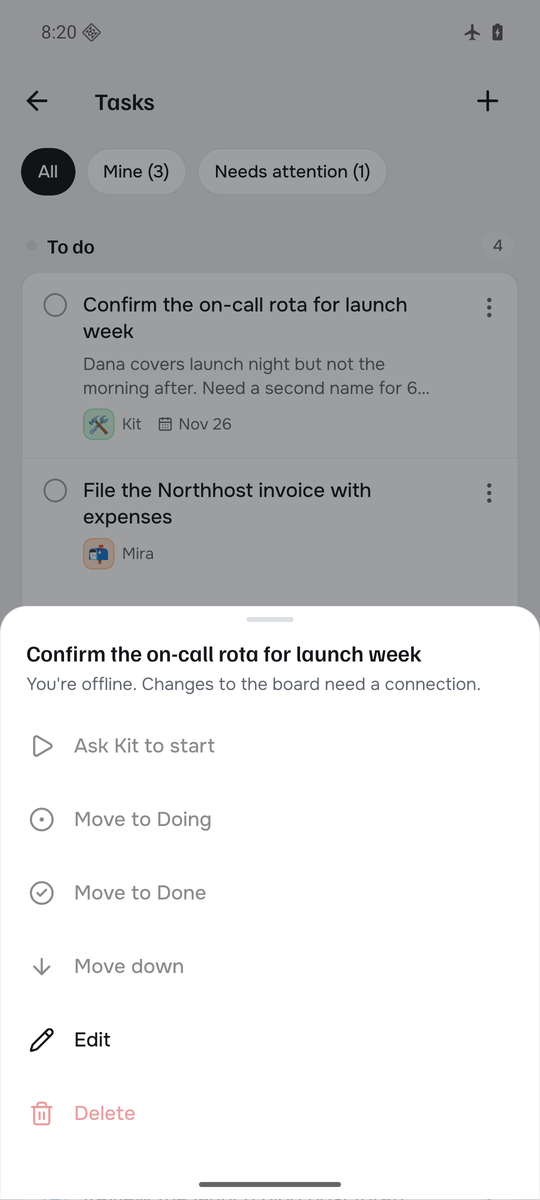 8:20
Tasks
All
Mine (3)
Needs attention (1)
To do
4
Confirm the on-call rota for launch
week
Dana covers launch night but not the
morning after. Need a second name for 6...
Kit
Nov 26
File the Northhost invoice with
expenses
Mira
Confirm the on-call rota for launch week
You're offline. Changes to the board need a connection.
Ask Kit to start
Move to Doing
Move to Done
Move down
Edit
Delete